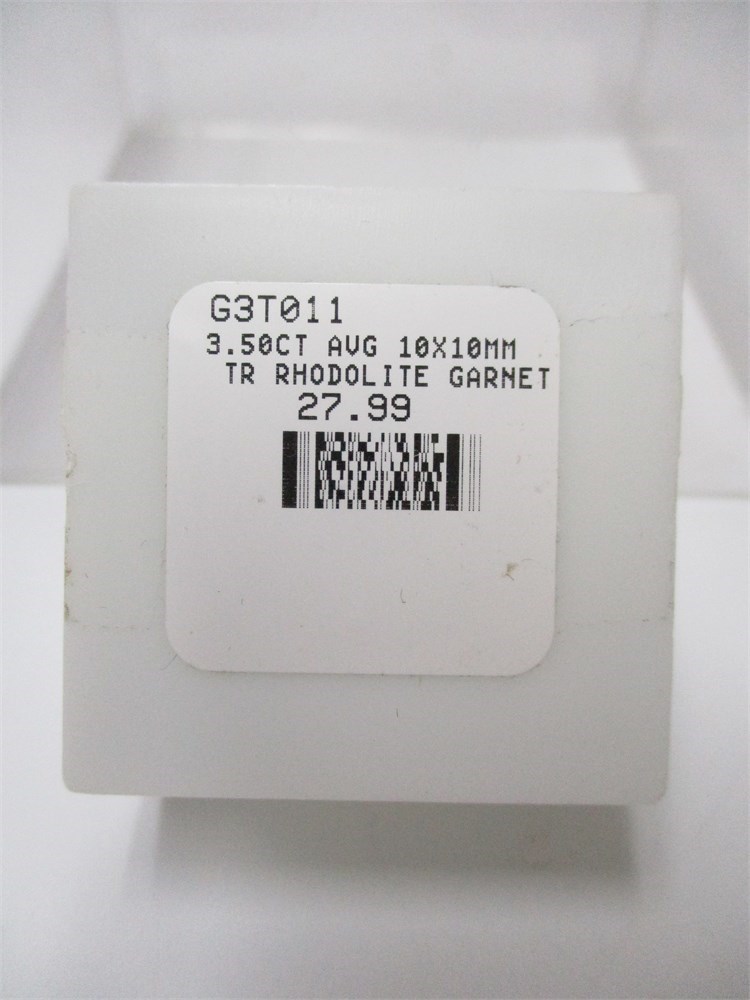 G3T011
3.50CT AVG 10X10MM
TR RHODOLITE GARNET
27.99